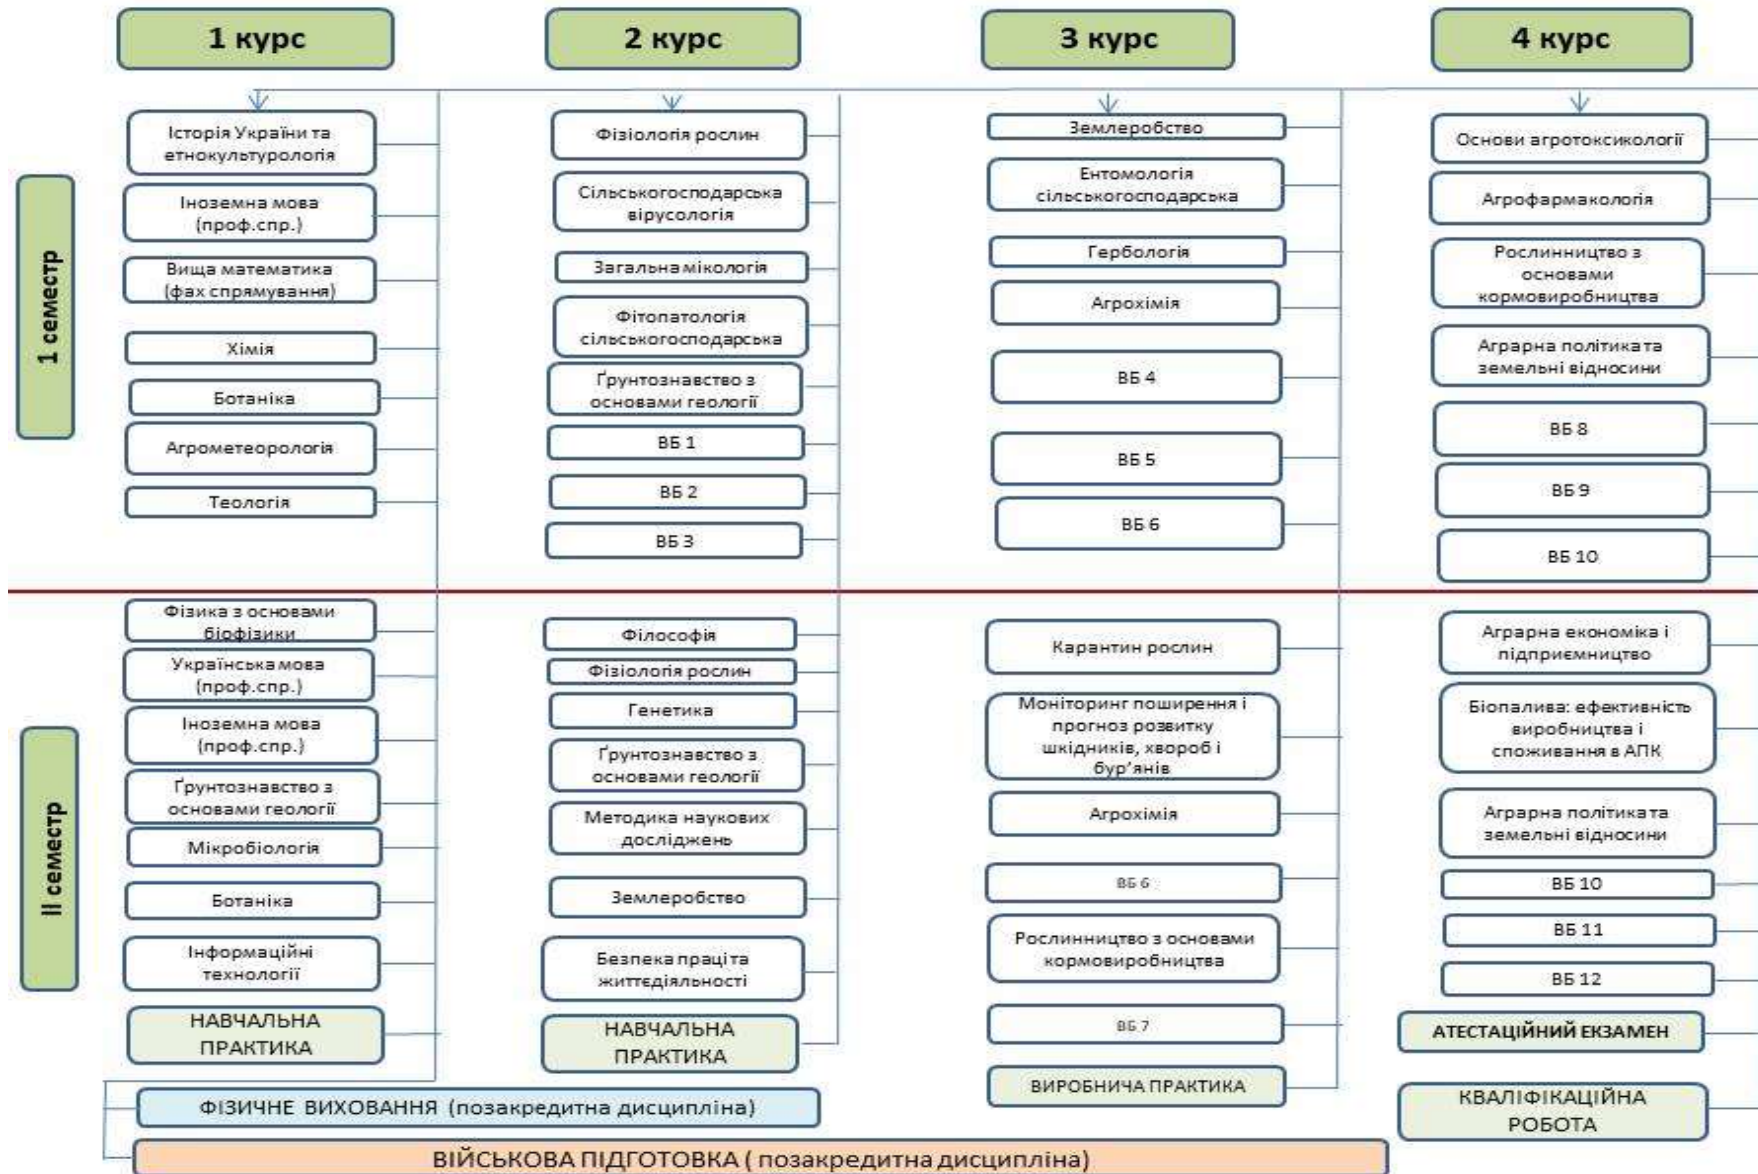 1 курс
2 курс
3 курс
4 курс
1 семестр
Історія України та
етнокультурологія
Іноземна мова
(проф.спр.)
Вища математика
(фах спрямування)
Хімія
Ботаніка
Агрометеорологія
Теологія
Фізіологія рослин
Сільськогосподарська
вірусологія
Загальна мікологія
Фітопатологія
сільськогосподарська
Ґрунтознавство з
основами геології
ВБ 1
ВБ 2
ВБ 3
Землеробство
Ентомологія
сільськогосподарська
Гербологія
Агрохімія
ВБ 4
ВБ 5
ВБ 6
Основи агротоксикології
Агрофармакологія
Рослинництво з
основами
кормовиробництва
Аграрна політика та
земельні відносини
ВБ 8
ВБ 9
ВБ 10
ІІ семестр
Фізика з основами
біофізики
Українська мова
(проф.спр.)
Іноземна мова
(проф.спр.)
Ґрунтознавство з
основами геології
Мікробіологія
Ботаніка
Інформаційні
технології
НАВЧАЛЬНА
ПРАКТИКА
Філософія
Фізіологія рослин
Генетика
Ґрунтознавство з
основами геології
Методика наукових
досліджень
Землеробство
Безпека праці та
життєдіяльності
НАВЧАЛЬНА
ПРАКТИКА
Карантин рослин
Моніторинг поширення і
прогноз розвитку
шкідників, хвороб і
бур’янів
Агрохімія
ВБ 6
Рослинництво з основами
кормовиробництва
ВБ 7
ВИРОБНИЧА ПРАКТИКА
Аграрна економіка і
підприємництво
Біопалива: ефективність
виробництва і
споживання в АПК
Аграрна політика та
земельні відносини
ВБ 10
ВБ 11
ВБ 12
АТЕСТАЦІЙНИЙ ЕКЗАМЕН
КВАЛІФІКАЦІЙНА
РОБОТА
ФІЗИЧНЕ ВИХОВАННЯ (позакредитна дисципліна)
ВІЙСЬКОВА ПІДГОТОВКА ( позакредитна дисципліна)